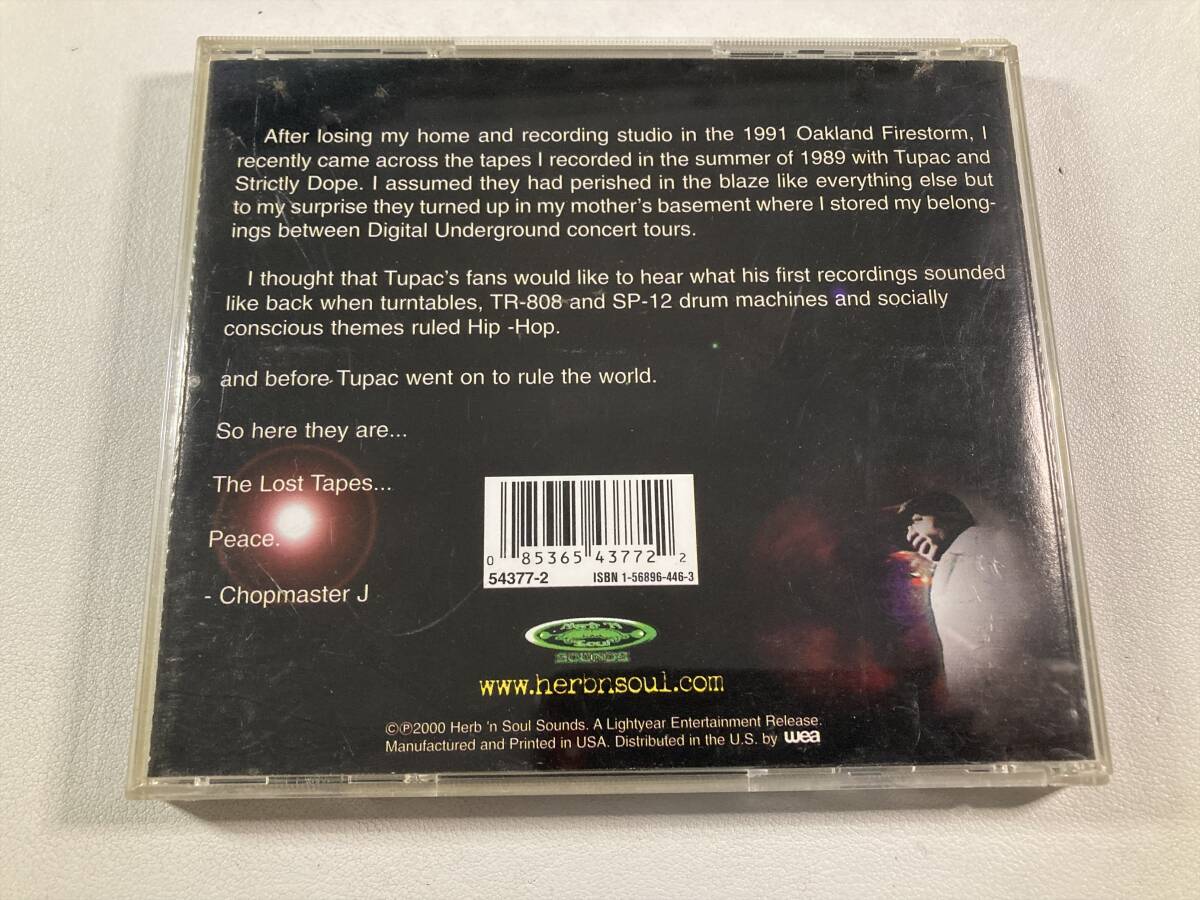 After losing my home and recording studio in the 1991 Oakland Firestorm, I
recently came across the tapes I recorded in the summer of 1989 with Tupac and
Strictly Dope. I assumed they had perished in the blaze like everything else but
to my surprise they turned up in my mother's basement where I stored my belong-
ings between Digital Underground concert tours.
I thought that Tupac's fans would like to hear what his first recordings sounded
like back when turntables, TR-808 and SP-12 drum machines and socially
conscious themes ruled Hip -Hop.
and before Tupac went on to rule the world.
So here they are...
The Lost Tapes...
Peace.
- Chopmaster J
0 85365 43772 2
54377-2 ISBN 1-56896-446-3
Herb 'n
Soul
SOUNDS
www.herbnsoul.com
©℗2000 Herb 'n Soul Sounds. A Lightyear Entertainment Release.
Manufactured and Printed in USA. Distributed in the U.S. by wea